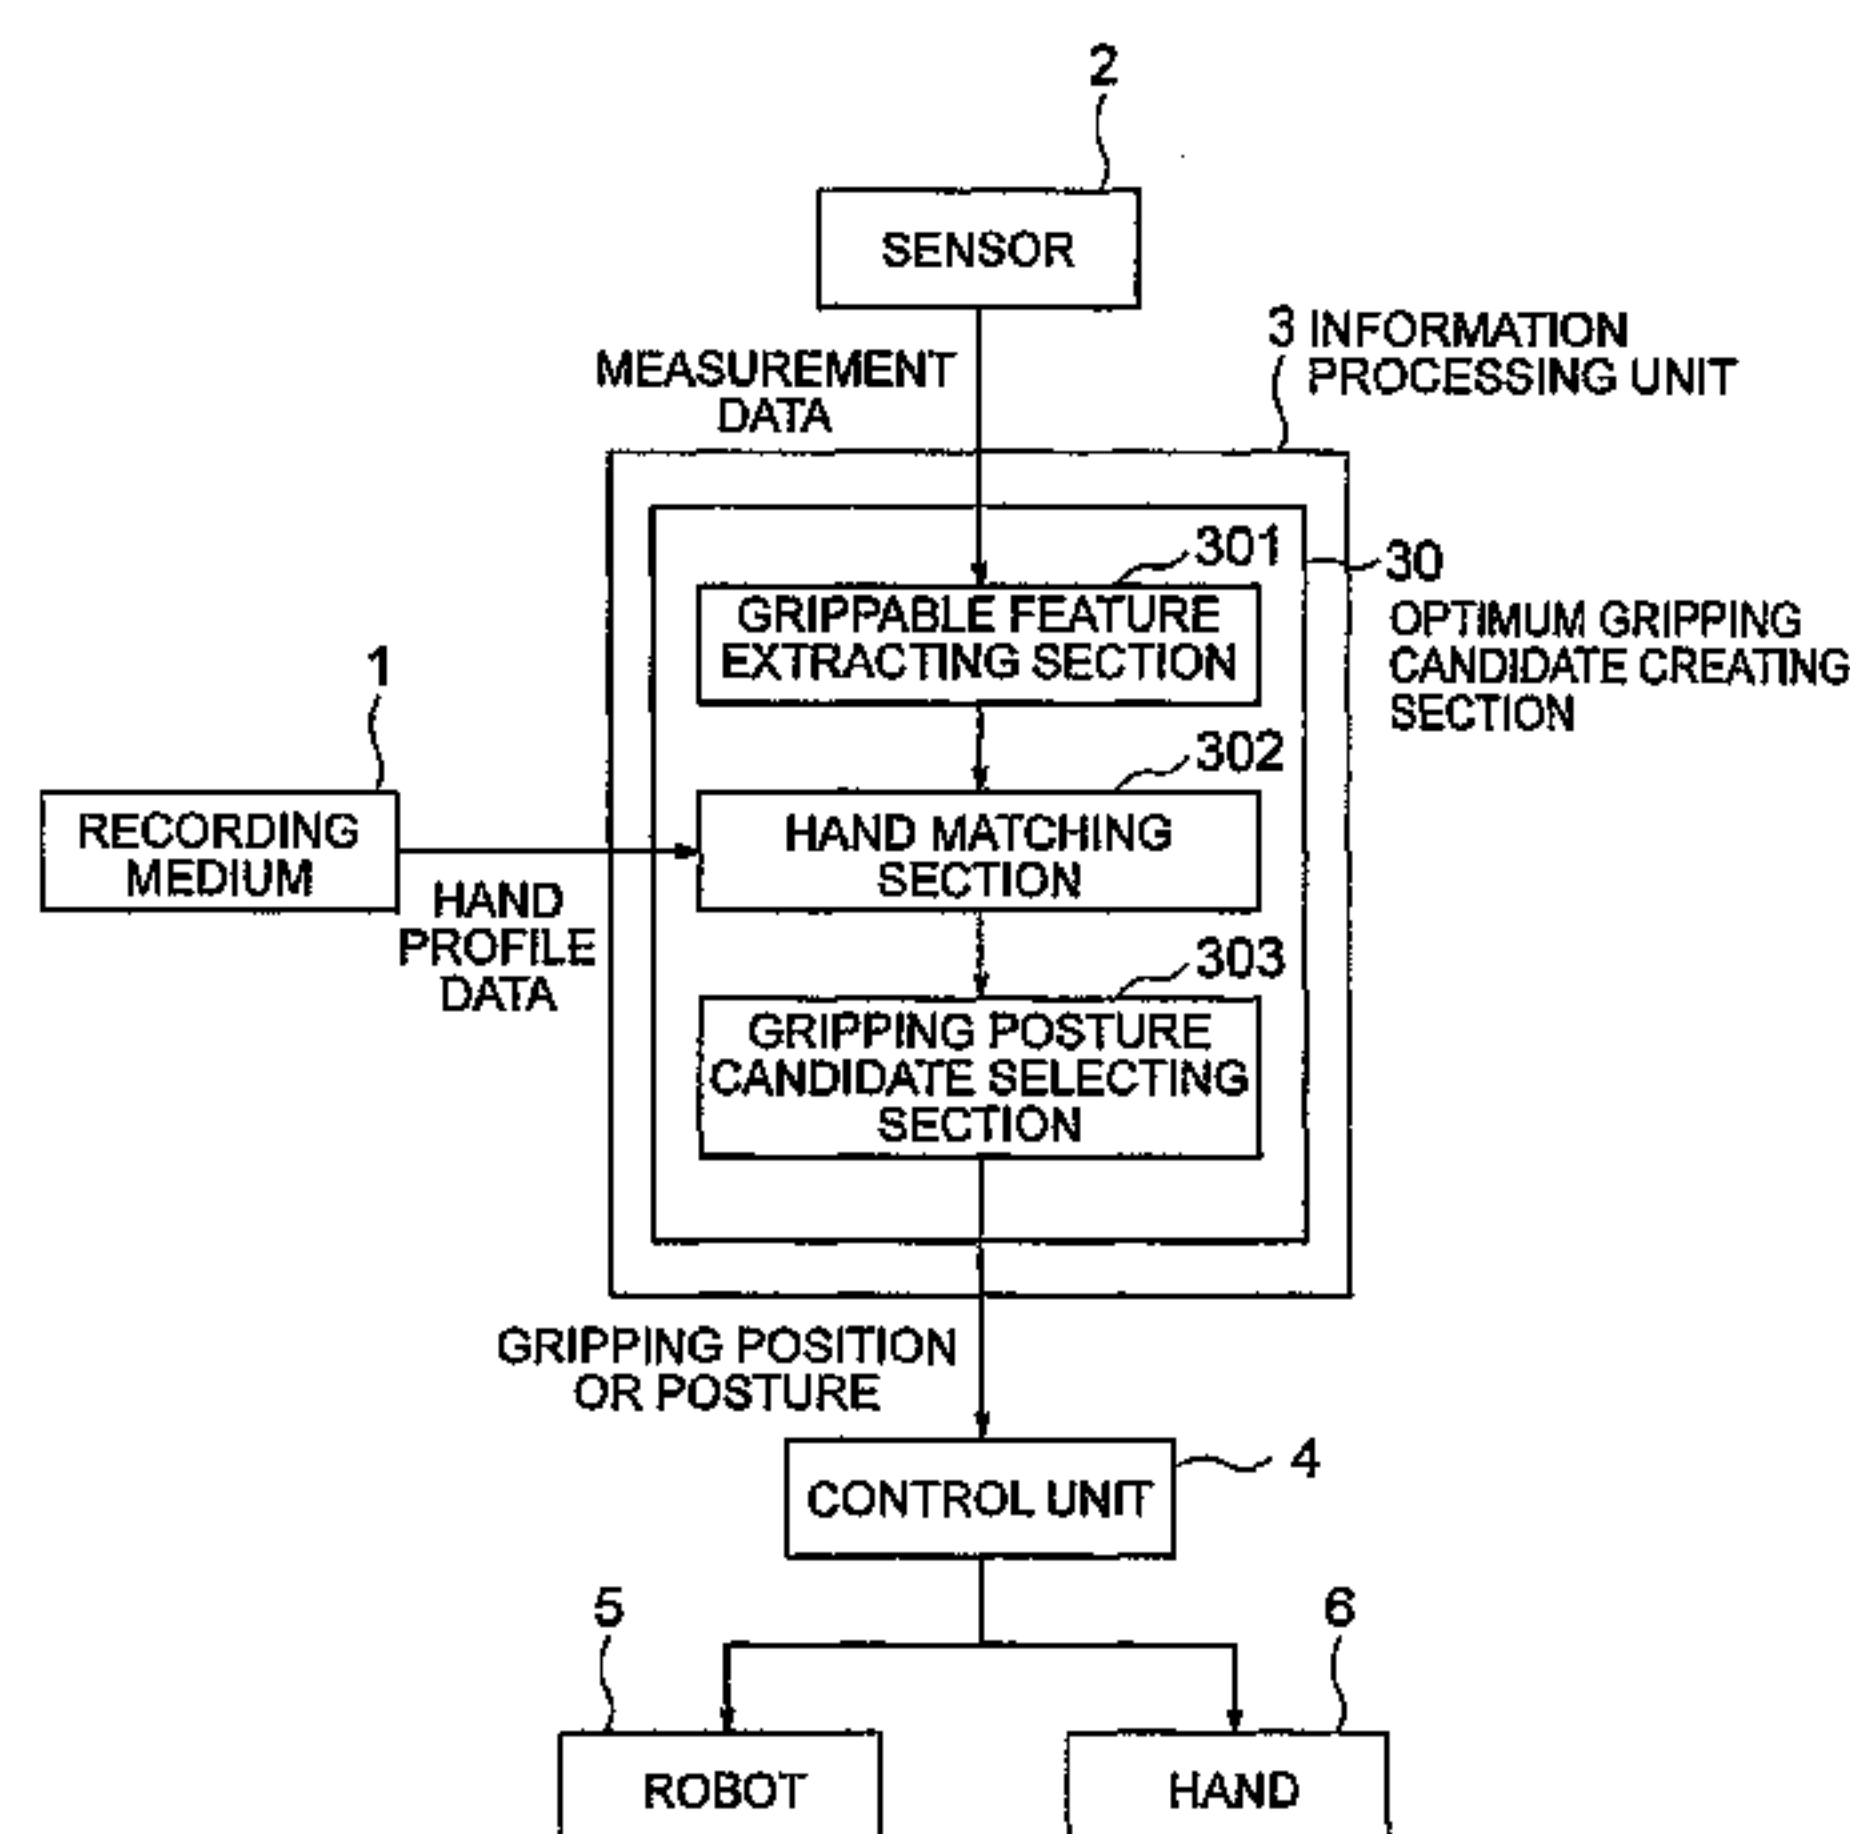 2
SENSOR
MEASUREMENT
DATA
3 INFORMATION
PROCESSING UNIT
301
GRIPPABLE FEATURE
EXTRACTING SECTION
30
OPTIMUM GRIPPING
CANDIDATE CREATING
SECTION
1
RECORDING
MEDIUM
HAND
PROFILE
DATA
302
HAND MATCHING
SECTION
303
GRIPPING POSTURE
CANDIDATE SELECTING
SECTION
GRIPPING POSITION
OR POSTURE
4
CONTROL UNIT
5
ROBOT
6
HAND